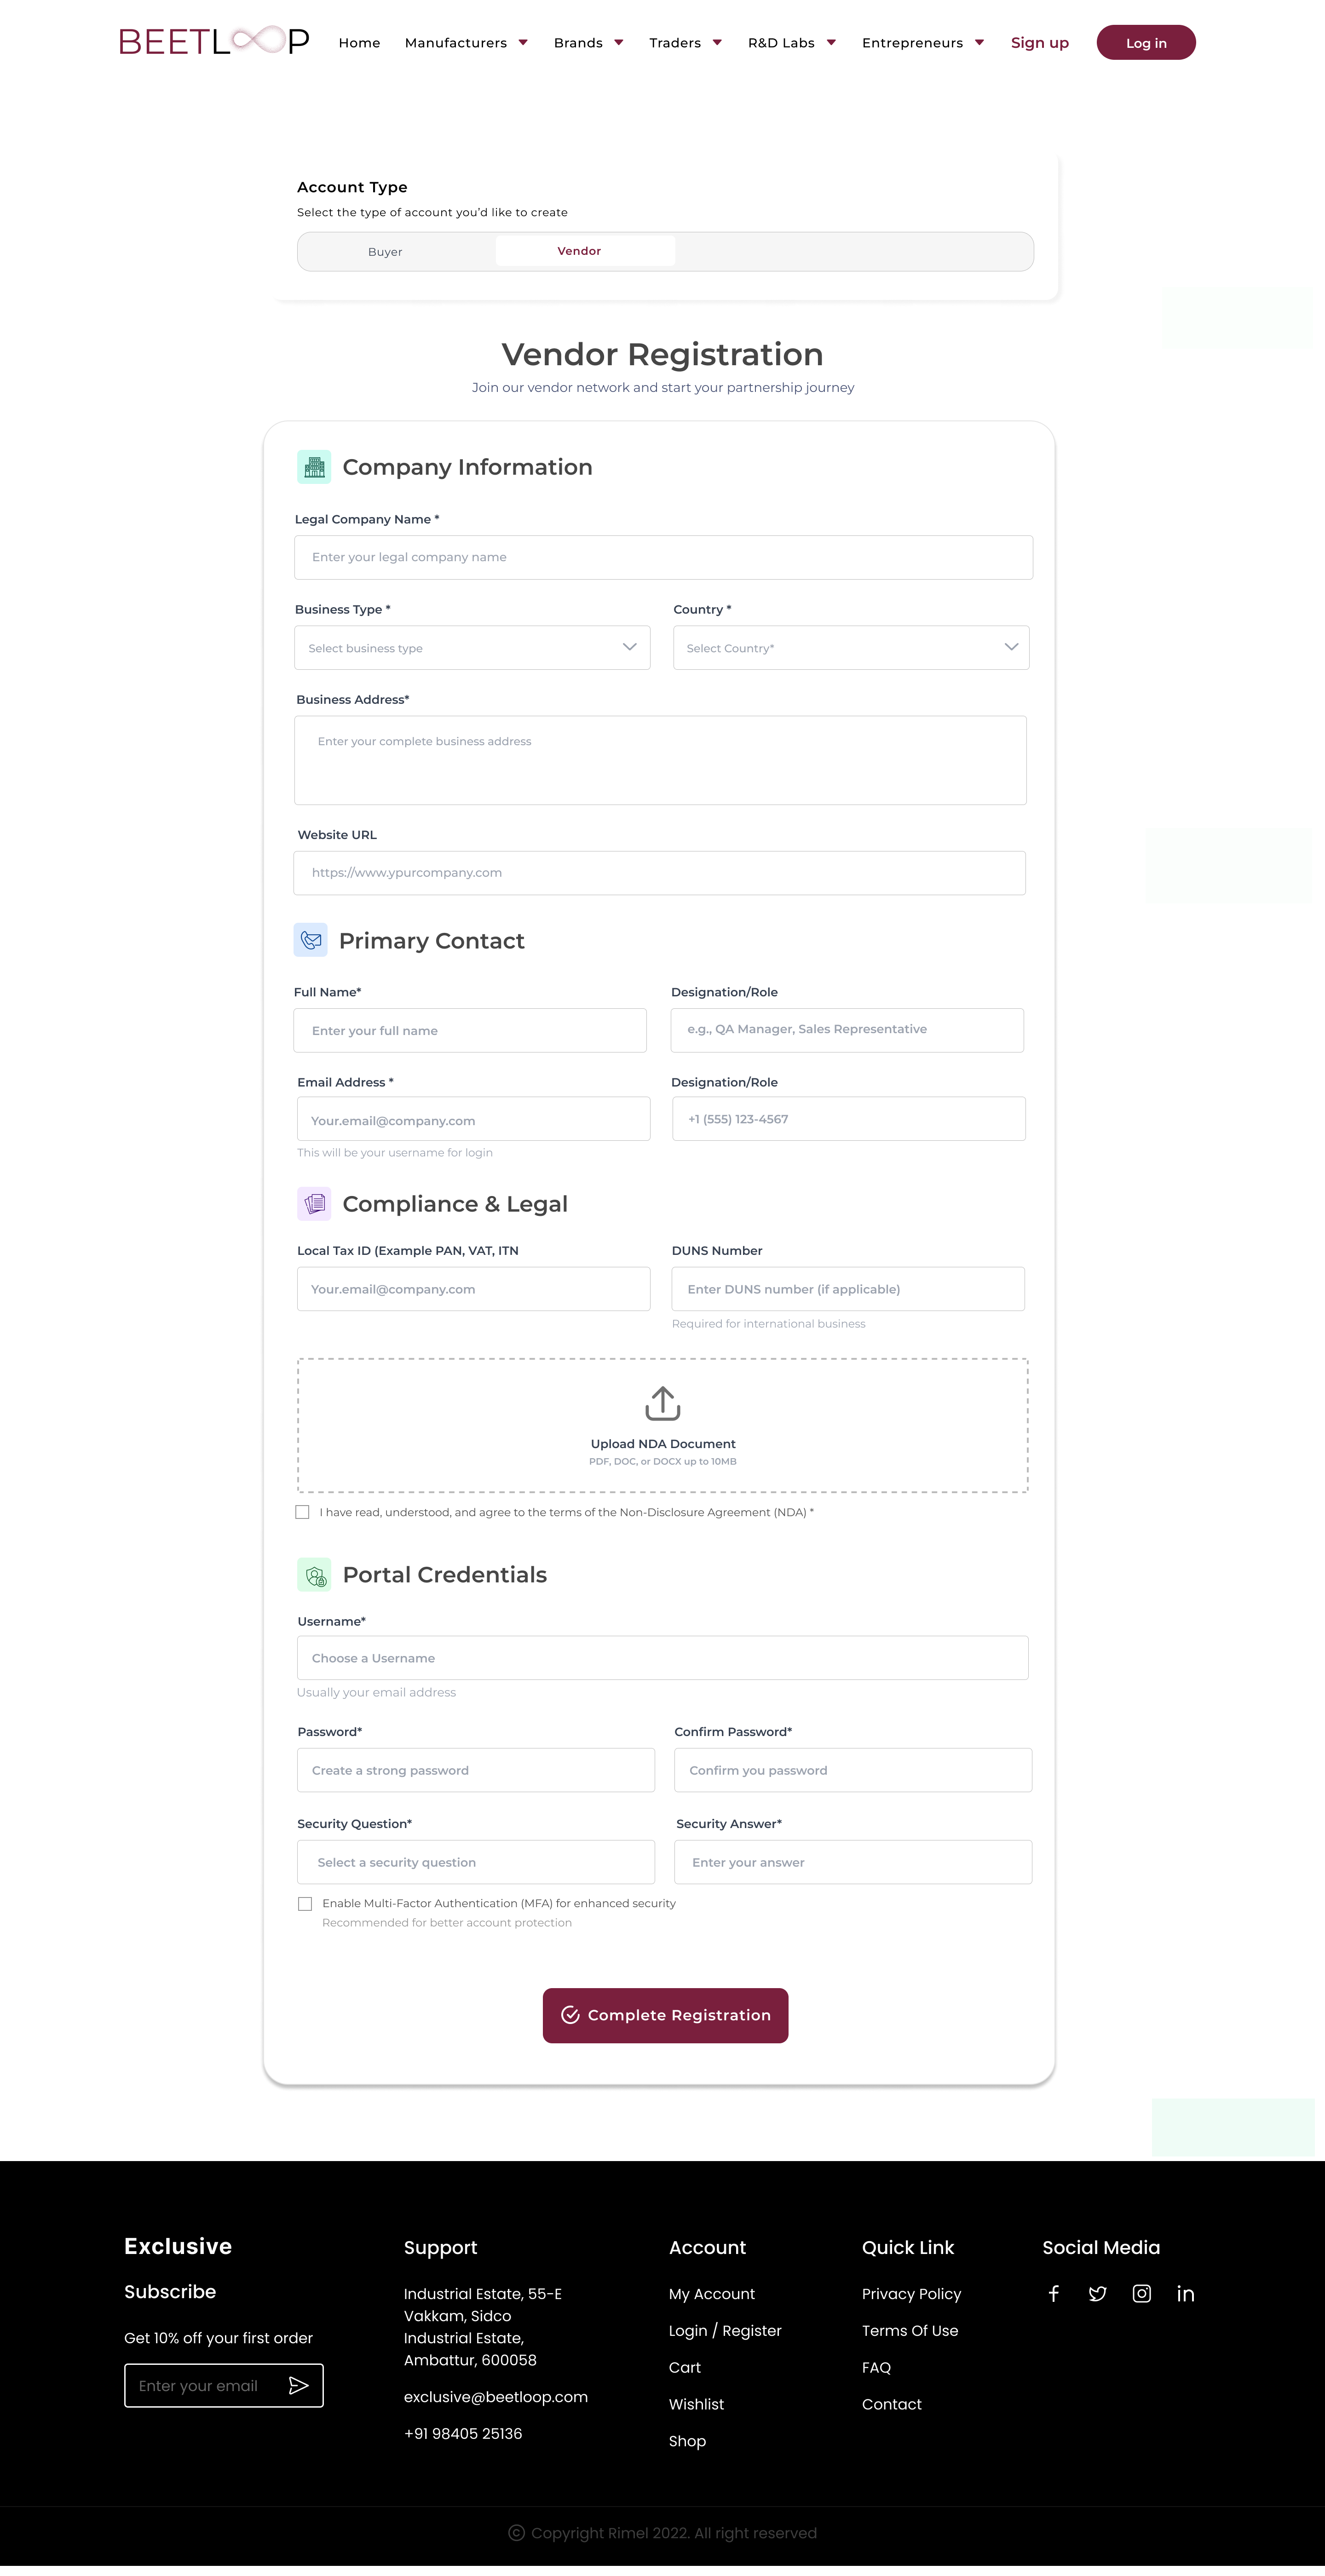 BEETLOOP
Home Manufacturers Brands Traders R&D Labs Entrepreneurs Sign up Log in
Account Type
Select the type of account you'd like to create
Buyer Vendor
Vendor Registration
Join our vendor network and start your partnership journey
Company Information
Legal Company Name *
Enter your legal company name
Business Type * Country *
Select business type Select Country*
Business Address*
Enter your complete business address
Website URL
https://www.ypurcompany.com
Primary Contact
Full Name* Designation/Role
Enter your full name e.g., QA Manager, Sales Representative
Email Address * Designation/Role
Your.email@company.com +1 (555) 123-4567
This will be your username for login
Compliance & Legal
Local Tax ID (Example PAN, VAT, ITN DUNS Number
Your.email@company.com Enter DUNS number (if applicable)
Required for international business
Upload NDA Document
PDF, DOC, or DOCX up to 10MB
I have read, understood, and agree to the terms of the Non-Disclosure Agreement (NDA) *
Portal Credentials
Username*
Choose a Username
Usually your email address
Password* Confirm Password*
Create a strong password Confirm you password
Security Question* Security Answer*
Select a security question Enter your answer
Enable Multi-Factor Authentication (MFA) for enhanced security
Recommended for better account protection
Complete Registration
Exclusive
Subscribe
Get 10% off your first order
Enter your email
Support
Industrial Estate, 55-E
Vakkam, Sidco
Industrial Estate,
Ambattur, 600058
exclusive@beetloop.com
+91 98405 25136
Account
My Account
Login / Register
Cart
Wishlist
Shop
Quick Link
Privacy Policy
Terms Of Use
FAQ
Contact
Social Media
© Copyright Rimel 2022. All right reserved